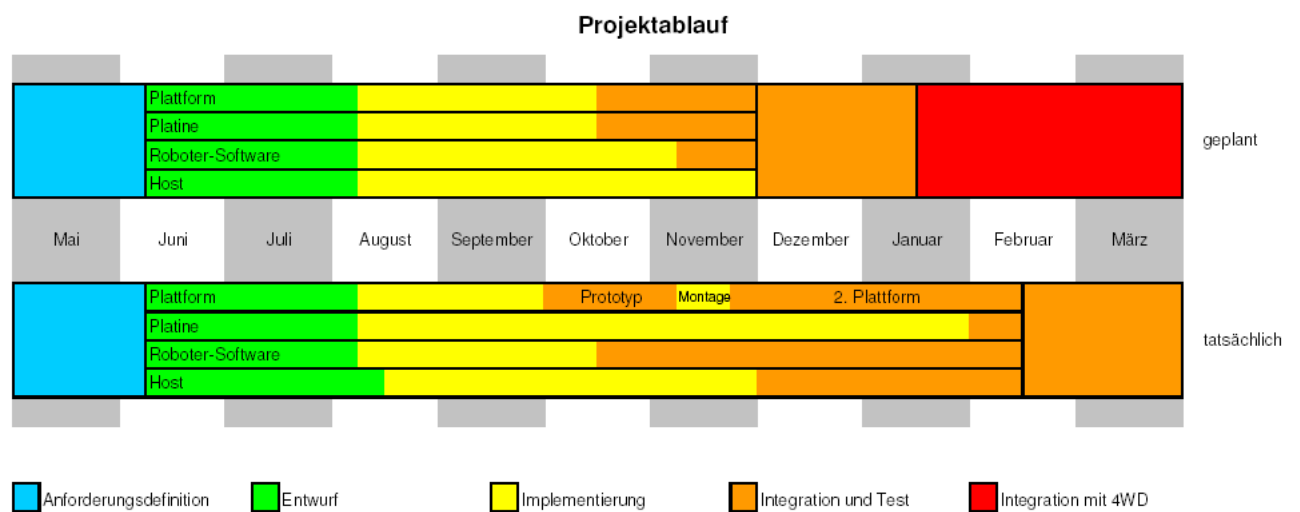 Projektablauf
Plattform
Platine
Roboter-Software
Host
geplant
Mai Juni Juli August September Oktober November Dezember Januar Februar März
Plattform Prototyp Montage 2. Plattform
Platine
Roboter-Software
Host
tatsächlich
Anforderungsdefinition Entwurf Implementierung Integration und Test Integration mit 4WD